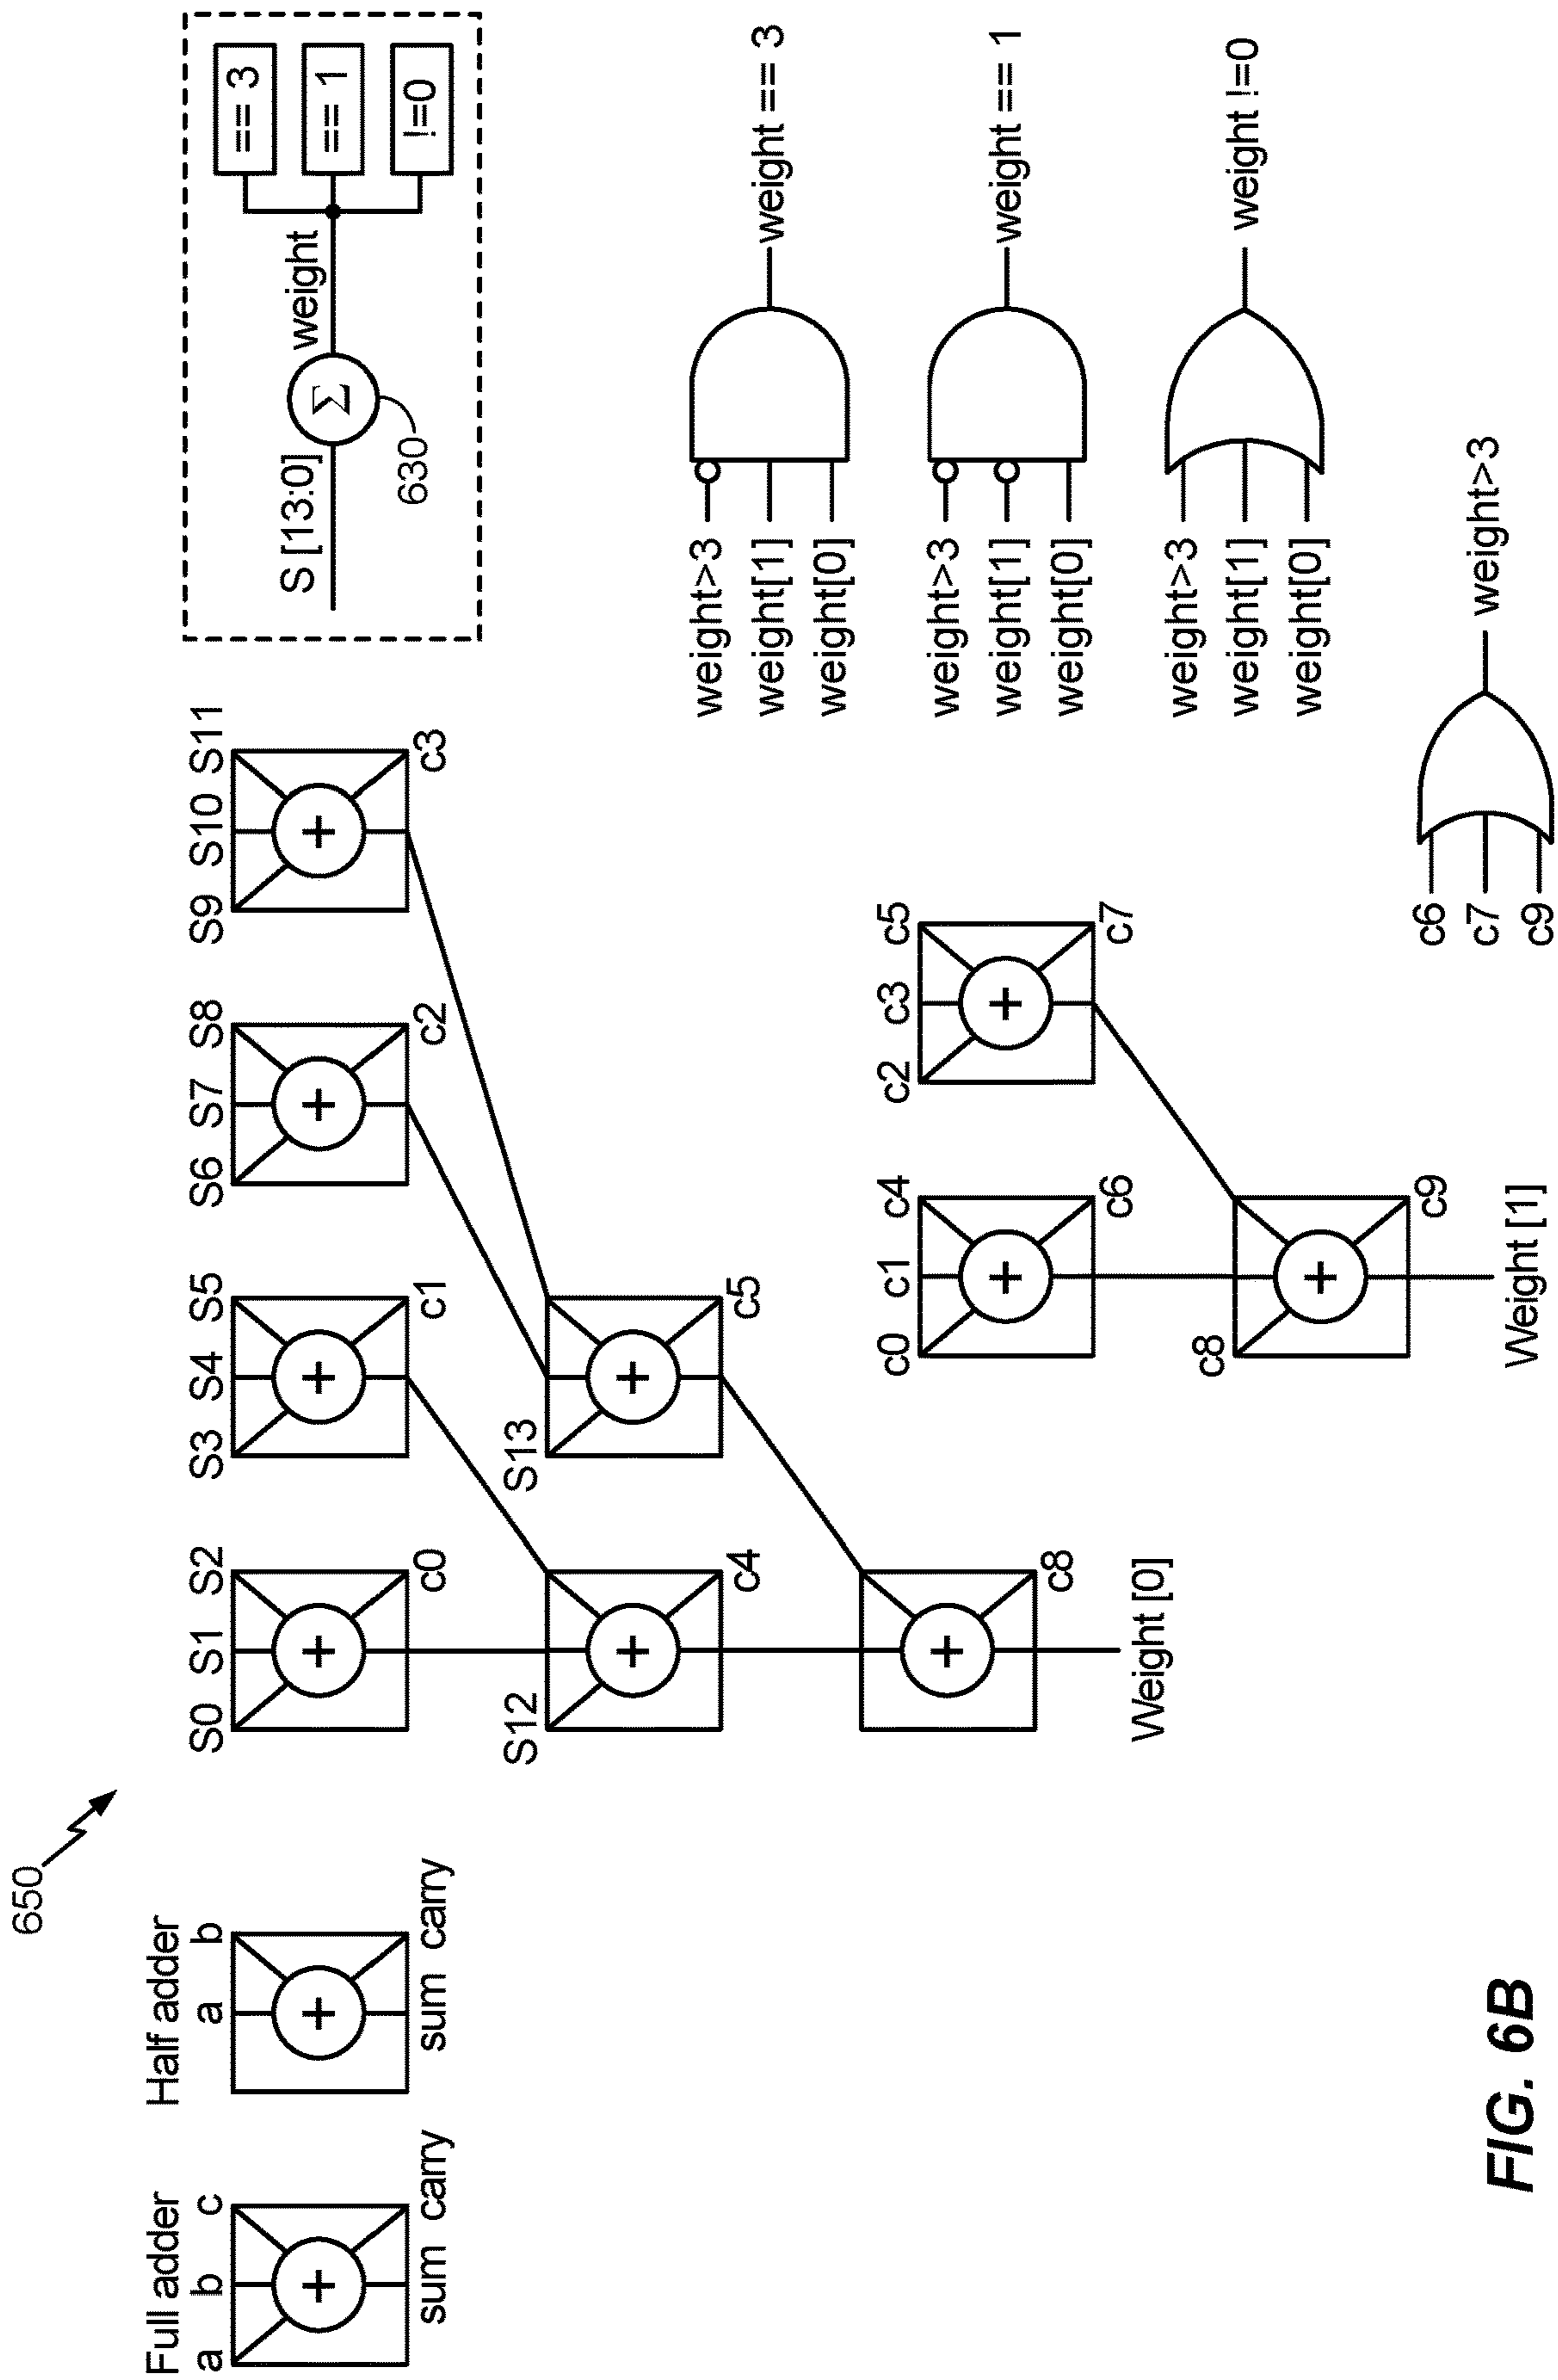 650
Full adder
a b c
sum carry
Half adder
a b
sum carry
S0 S1 S2
c0
S3 S4 S5
c1
S6 S7 S8
c2
S9 S10 S11
c3
+
+
+
+
+
+
S12
c4
+
S13
c5
+
c8
+
Weight [0]
c0 c1 c4
c6
+
c2 c3 c5
c7
+
c8
c9
+
Weight [1]
S [13:0]
Σ
630
weight
== 3
== 1
!=0
weight>3
weight[1]
weight[0]
weight == 3
weight>3
weight[1]
weight[0]
weight == 1
weight>3
weight[1]
weight[0]
weight !=0
c6
c7
c9
weight>3
FIG. 6B